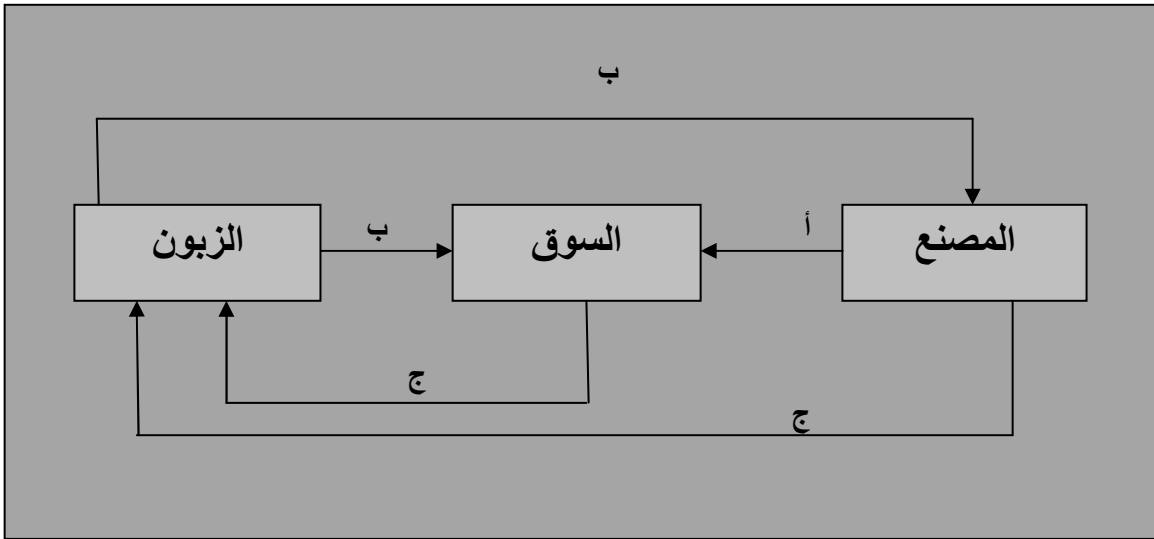 ب
المصنع
أ
السوق
ب
الزبون
ج
ج